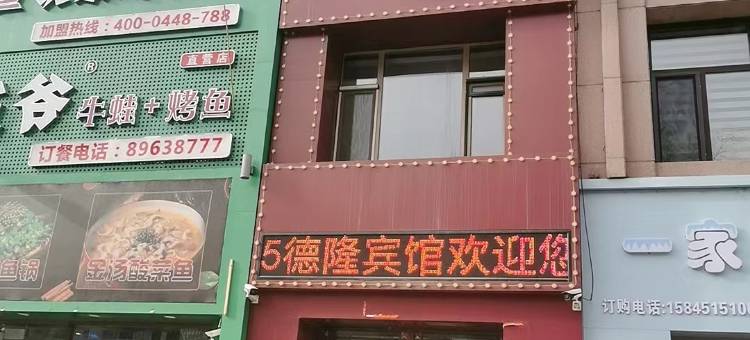 加盟热线：400-0448-788
直营店
爷 牛蛙+烤鱼
订餐电话：89638777
鱼锅
金汤酸菜鱼
5德隆宾馆欢迎您
一家
订购电话:158451510